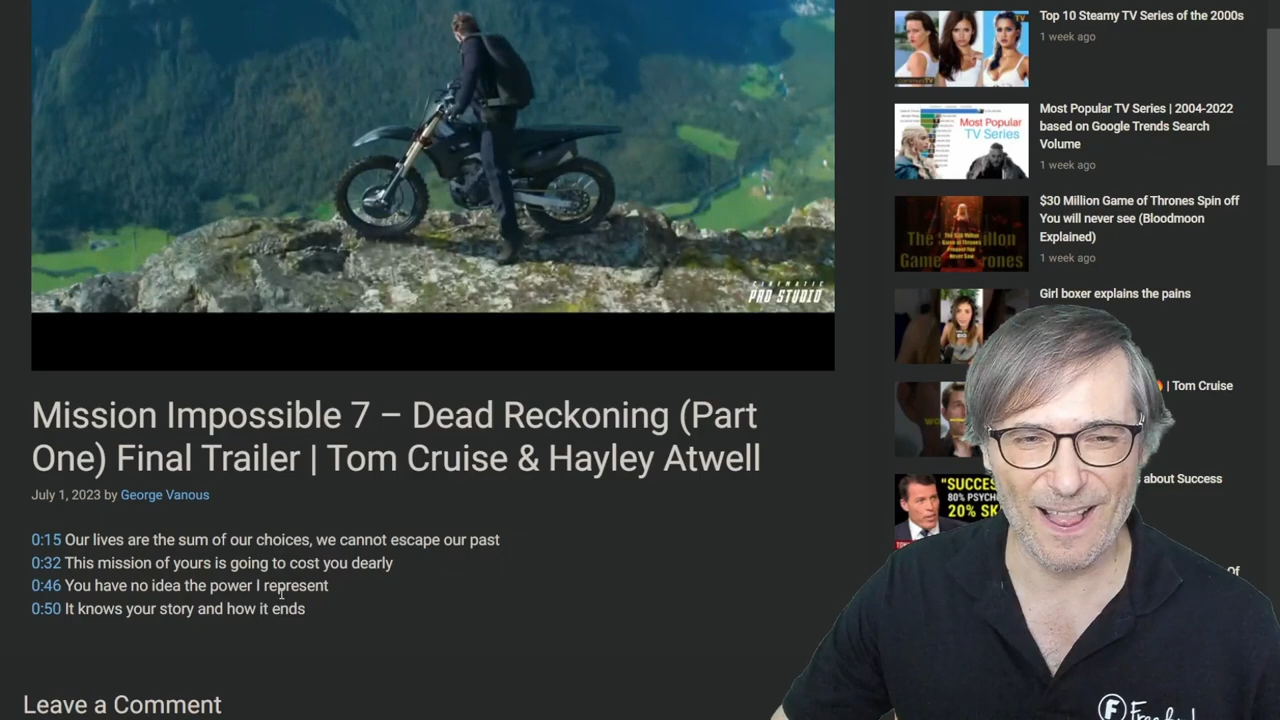 CINEMATIC
PRO STUDIO
Mission Impossible 7 – Dead Reckoning (Part
One) Final Trailer | Tom Cruise & Hayley Atwell
July 1, 2023 by George Vanous
0:15 Our lives are the sum of our choices, we cannot escape our past
0:32 This mission of yours is going to cost you dearly
0:46 You have no idea the power I represent
0:50 It knows your story and how it ends
Leave a Comment
TV
Top 10 Steamy TV Series of the 2000s
1 week ago
Most Popular
TV Series
Most Popular TV Series | 2004-2022
based on Google Trends Search
Volume
1 week ago
$30 Million Game of Thrones Spin off
You will never see (Bloodmoon
Explained)
1 week ago
Girl boxer explains the pains
| Tom Cruise
"SUCCES
80% PSYCH
20% SK
about Success
Of
F